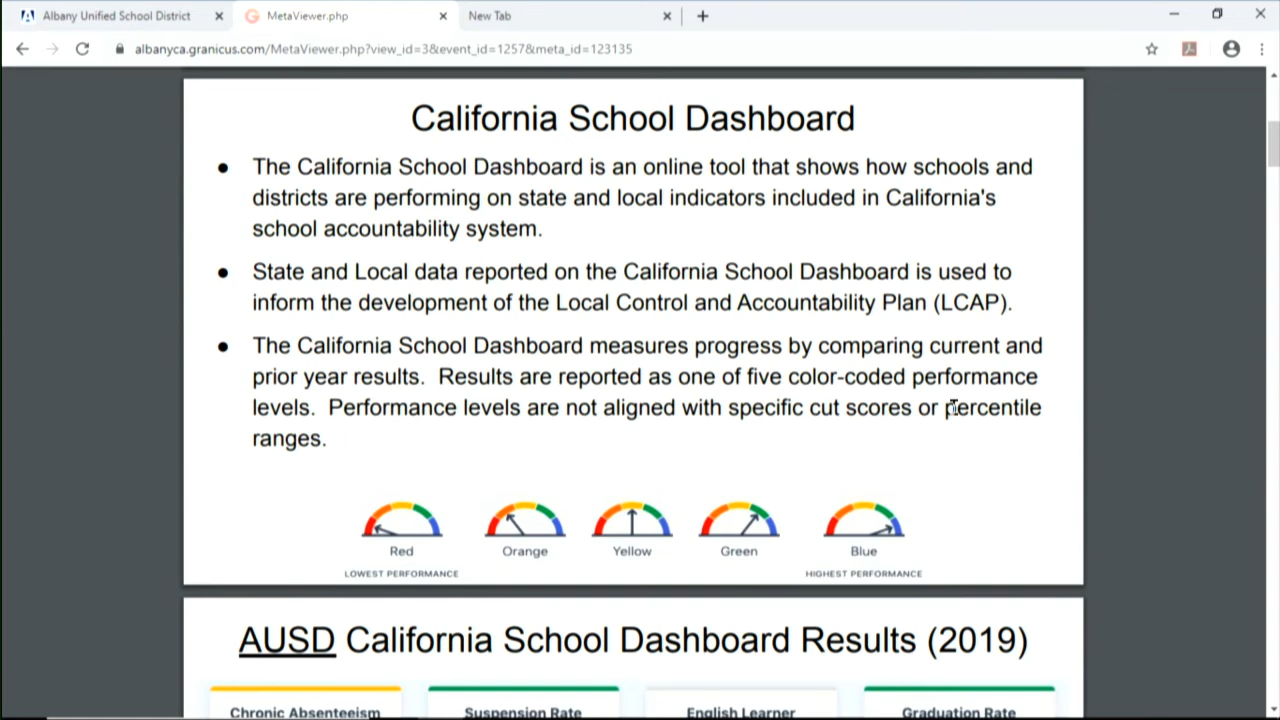 Albany Unified School District
MetaViewer.php
New Tab
albanyca.granicus.com/MetaViewer.php?view_id=3&event_id=1257&meta_id=123135
California School Dashboard
● The California School Dashboard is an online tool that shows how schools and
districts are performing on state and local indicators included in California's
school accountability system.
● State and Local data reported on the California School Dashboard is used to
inform the development of the Local Control and Accountability Plan (LCAP).
● The California School Dashboard measures progress by comparing current and
prior year results. Results are reported as one of five color-coded performance
levels. Performance levels are not aligned with specific cut scores or percentile
ranges.
Red Orange Yellow Green Blue
LOWEST PERFORMANCE HIGHEST PERFORMANCE
AUSD California School Dashboard Results (2019)
Chronic Absenteeism Suspension Rate English Learner Graduation Rate